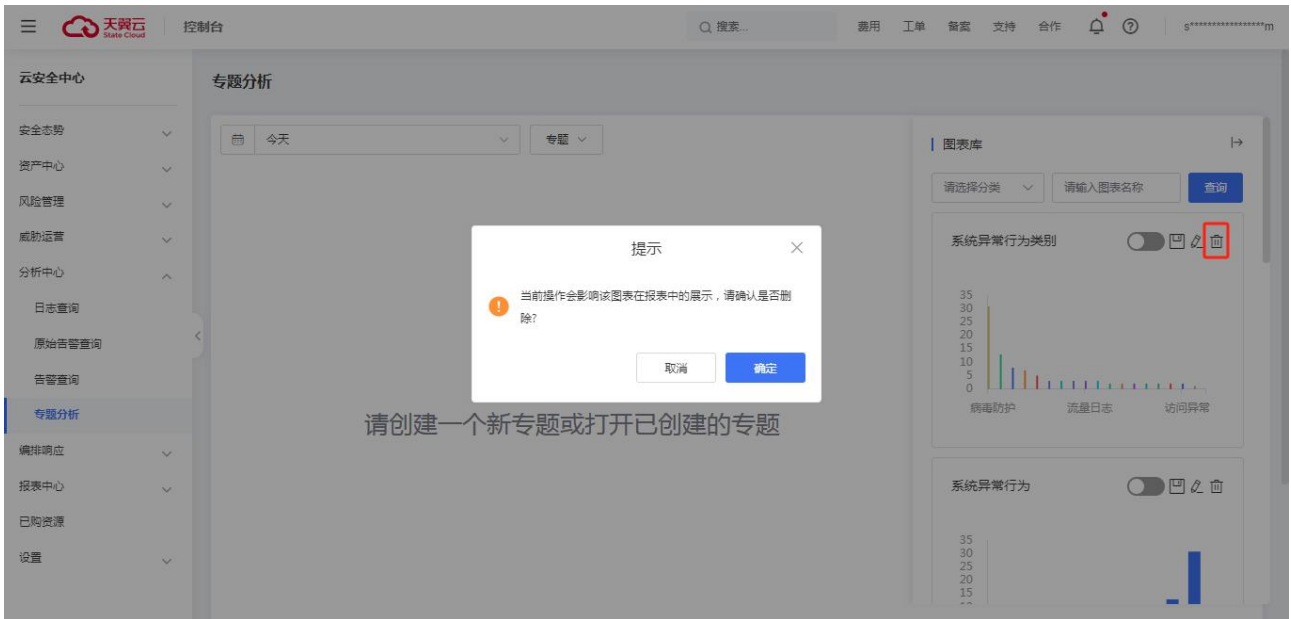 天翼云
State Cloud
控制台
搜索...
费用
工单
备案
支持
合作
s******************m
云安全中心
安全态势
资产中心
风险管理
威胁运营
分析中心
日志查询
原始告警查询
告警查询
专题分析
编排响应
报表中心
已购资源
设置
专题分析
今天
专题
请创建一个新专题或打开已创建的专题
提示
当前操作会影响该图表在报表中的展示，请确认是否删
除?
取消
确定
图表库
请选择分类
请输入图表名称
查询
系统异常行为类别
35
30
25
20
15
10
5
0
病毒防护
流量日志
访问异常
系统异常行为
35
30
25
20
15